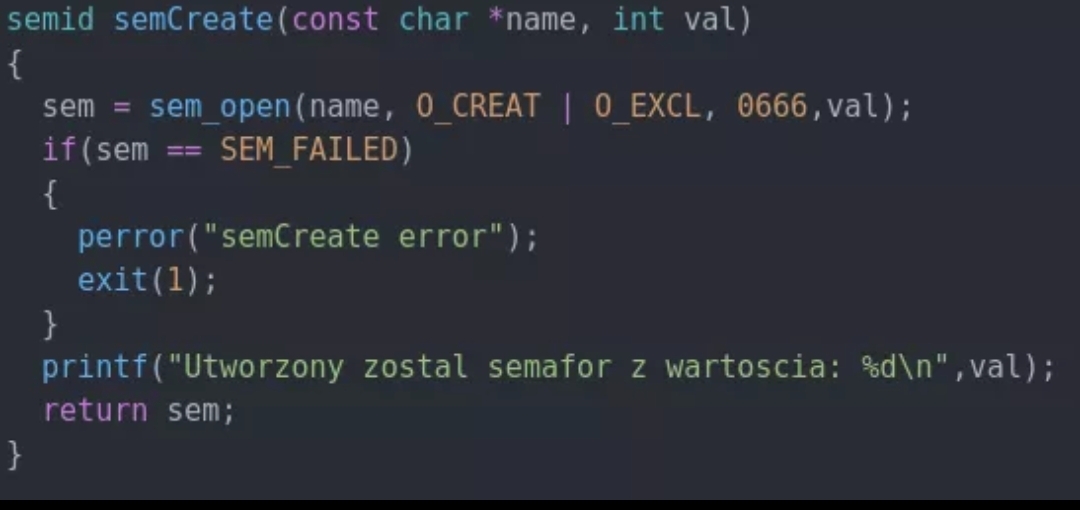 semid semCreate(const char *name, int val)
{
  sem = sem_open(name, O_CREAT | O_EXCL, 0666,val);
  if(sem == SEM_FAILED)
  {
    perror("semCreate error");
    exit(1);
  }
  printf("Utworzony zostal semafor z wartoscia: %d\n",val);
  return sem;
}